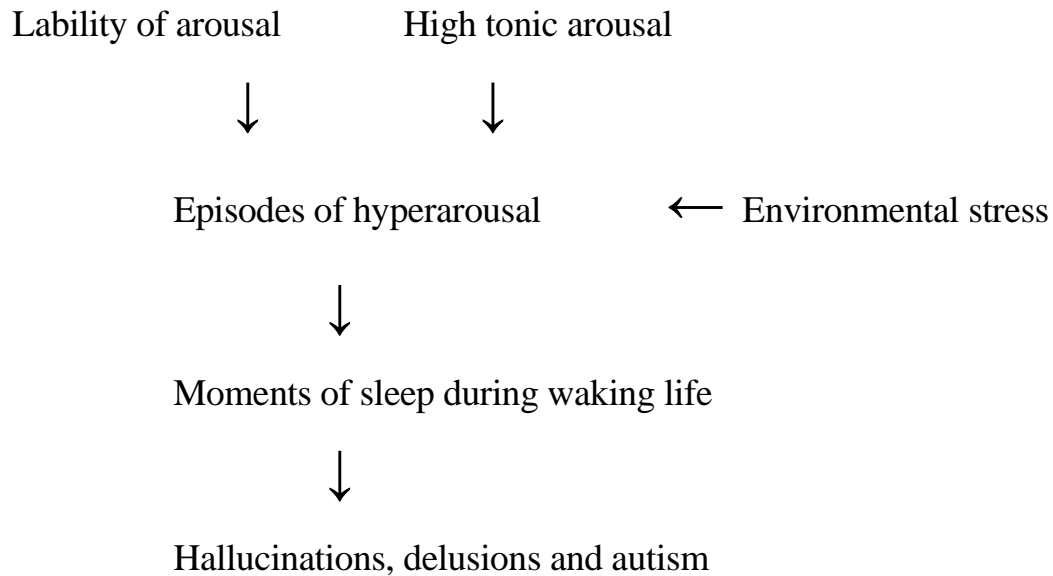 Lability of arousal High tonic arousal
↓ ↓
Episodes of hyperarousal ← Environmental stress
↓
Moments of sleep during waking life
↓
Hallucinations, delusions and autism